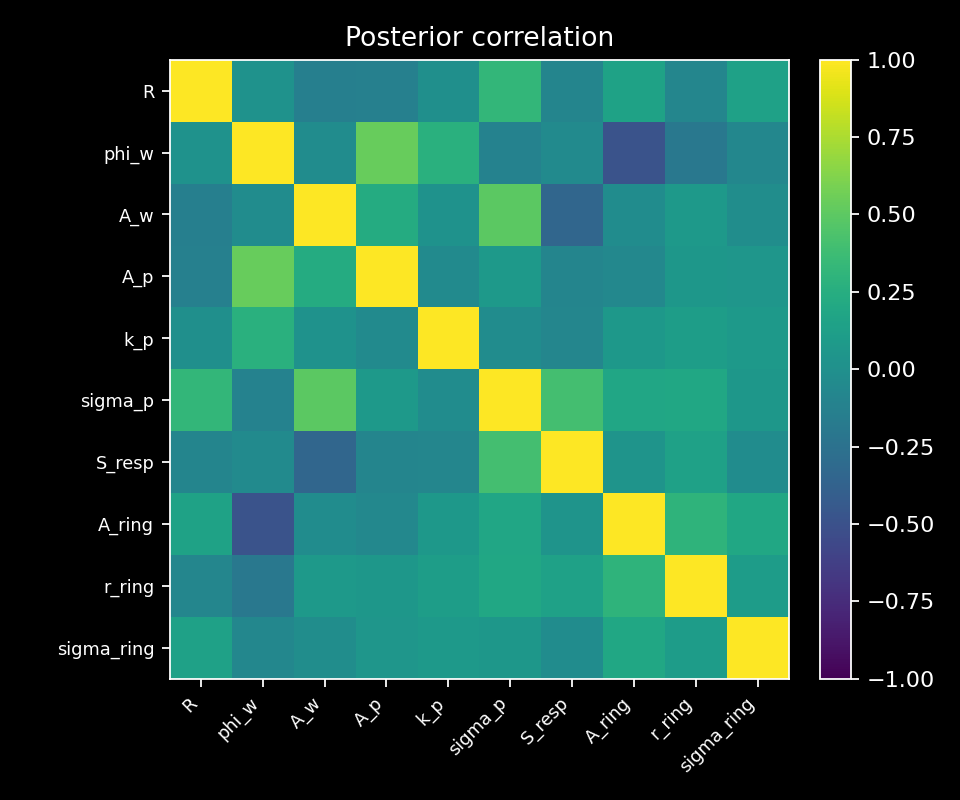 Posterior correlation
R
phi_w
A_w
A_p
k_p
sigma_p
S_resp
A_ring
r_ring
sigma_ring
R
phi_w
A_w
A_p
k_p
sigma_p
S_resp
A_ring
r_ring
sigma_ring
1.00
0.75
0.50
0.25
0.00
−0.25
−0.50
−0.75
−1.00